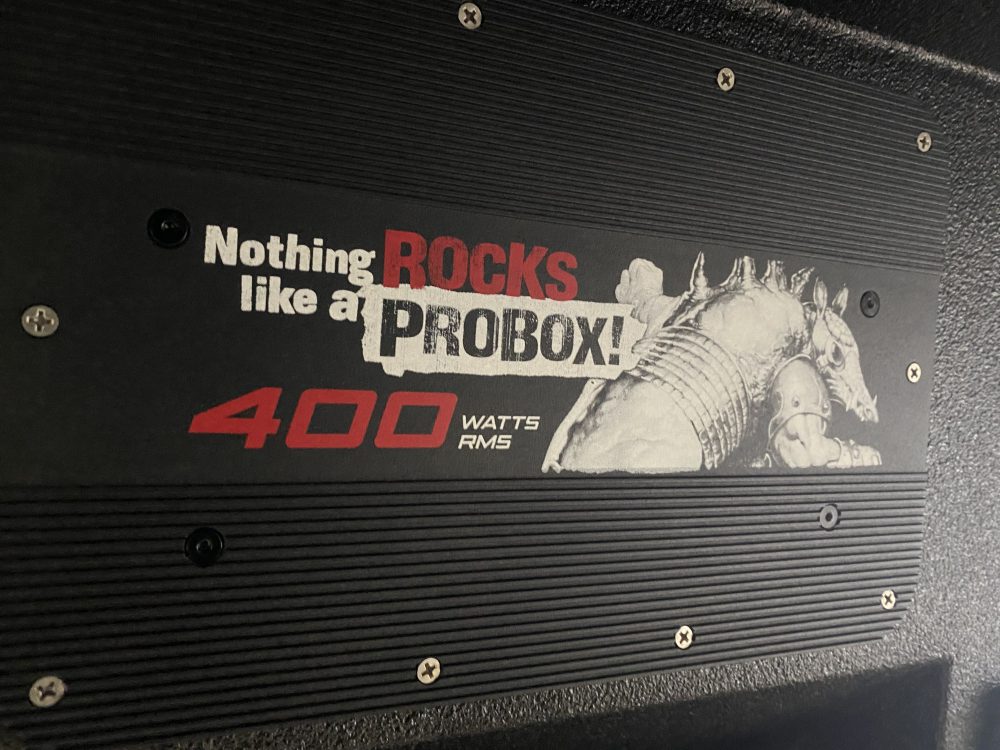 Nothing ROCKS
like a PROBOX!
400 WATTS
RMS